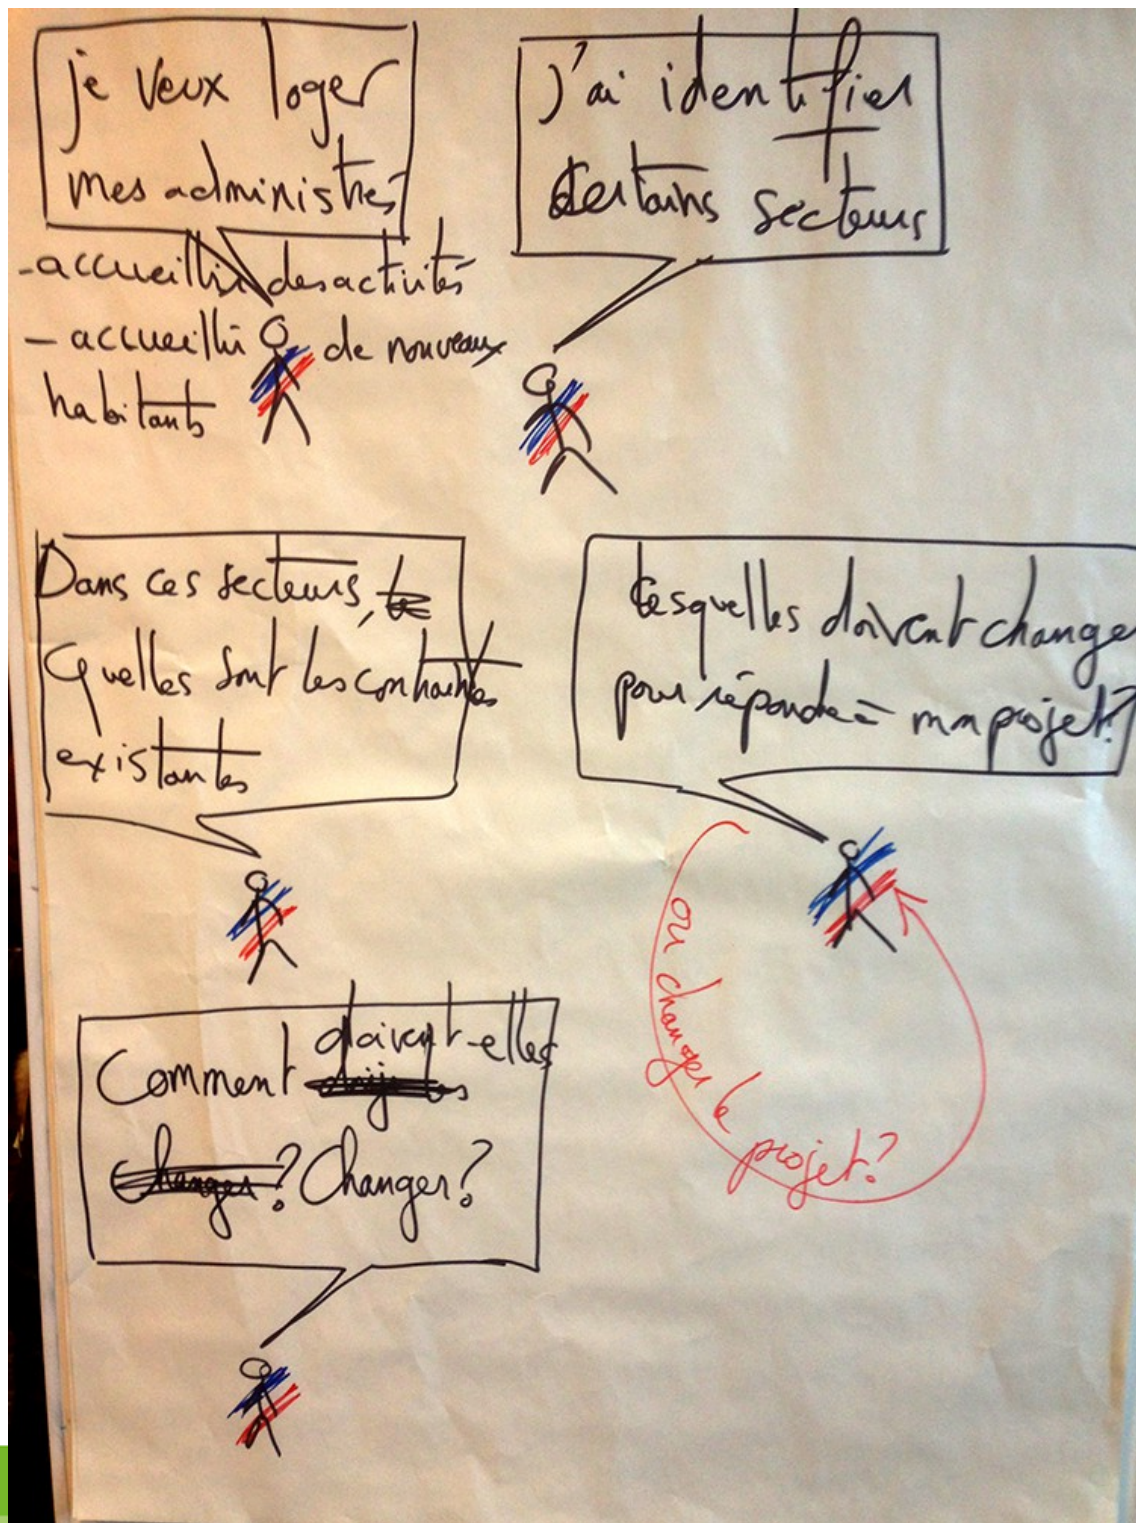 je veux loger
mes administrés
- accueillir des activités
- accueillir de nouveaux
habitants
j'ai identifier
certains secteurs
Dans ces secteurs,
Quelles sont les contraintes
existantes
Lesquelles doivent changer
pour répondre à mon projet?
ou changer le projet?
Comment doivent-elles
Changer? Changer?